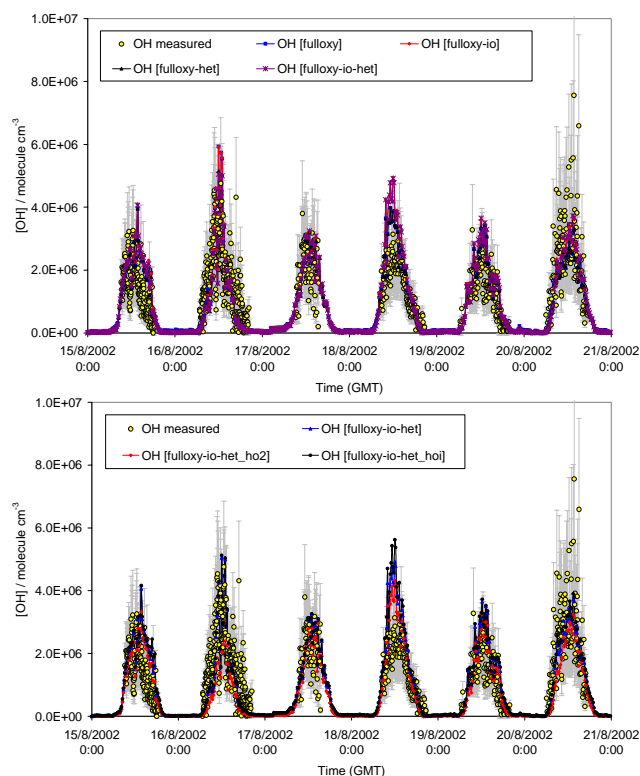 1.0E+07
OH measured OH [fulloxy] OH [fulloxy-io]
OH [fulloxy-het] OH [fulloxy-io-het]
8.0E+06
6.0E+06
4.0E+06
2.0E+06
0.0E+00
[OH] / molecule cm-3
15/8/2002 16/8/2002 17/8/2002 18/8/2002 19/8/2002 20/8/2002 21/8/2002
0:00 0:00 0:00 0:00 0:00 0:00 0:00
Time (GMT)
1.0E+07
OH measured OH [fulloxy-io-het]
OH [fulloxy-io-het_ho2] OH [fulloxy-io-het_hoi]
8.0E+06
6.0E+06
4.0E+06
2.0E+06
0.0E+00
[OH] / molecule cm-3
15/8/2002 16/8/2002 17/8/2002 18/8/2002 19/8/2002 20/8/2002 21/8/2002
0:00 0:00 0:00 0:00 0:00 0:00 0:00
Time (GMT)